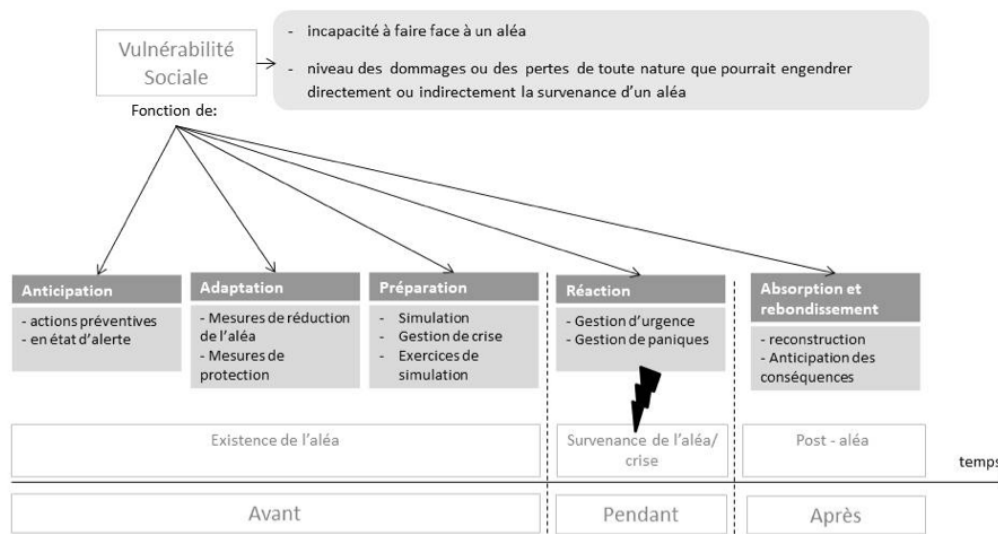 Vulnérabilité
Sociale
- incapacité à faire face à un aléa
- niveau des dommages ou des pertes de toute nature que pourrait engendrer
directement ou indirectement la survenance d'un aléa
Fonction de:
Anticipation
- actions préventives
- en état d'alerte
Adaptation
- Mesures de réduction
de l'aléa
- Mesures de
protection
Préparation
- Simulation
- Gestion de crise
- Exercices de
simulation
Réaction
- Gestion d'urgence
- Gestion de paniques
Absorption et
rebondissement
- reconstruction
- Anticipation des
conséquences
Existence de l'aléa
Survenance de l'aléa/
crise
Post - aléa
temps
Avant
Pendant
Après